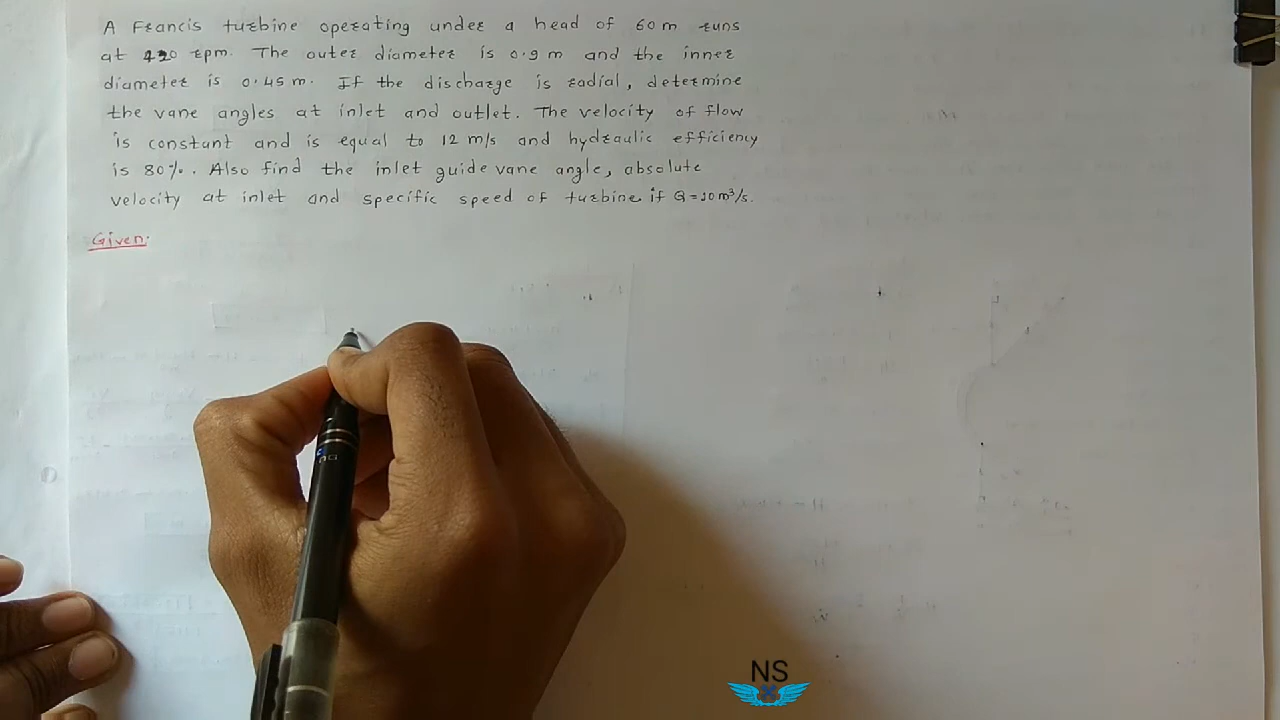 A Francis turbine operating under a head of 60 m runs
at 420 rpm. The outer diameter is 0.9 m and the inner
diameter is 0.45 m. If the discharge is radial, determine
the vane angles at inlet and outlet. The velocity of flow
is constant and is equal to 12 m/s and hydraulic efficiency
is 80%. Also find the inlet guide vane angle, absolute
velocity at inlet and specific speed of turbine if Q=10m³/s.
Given:
NS